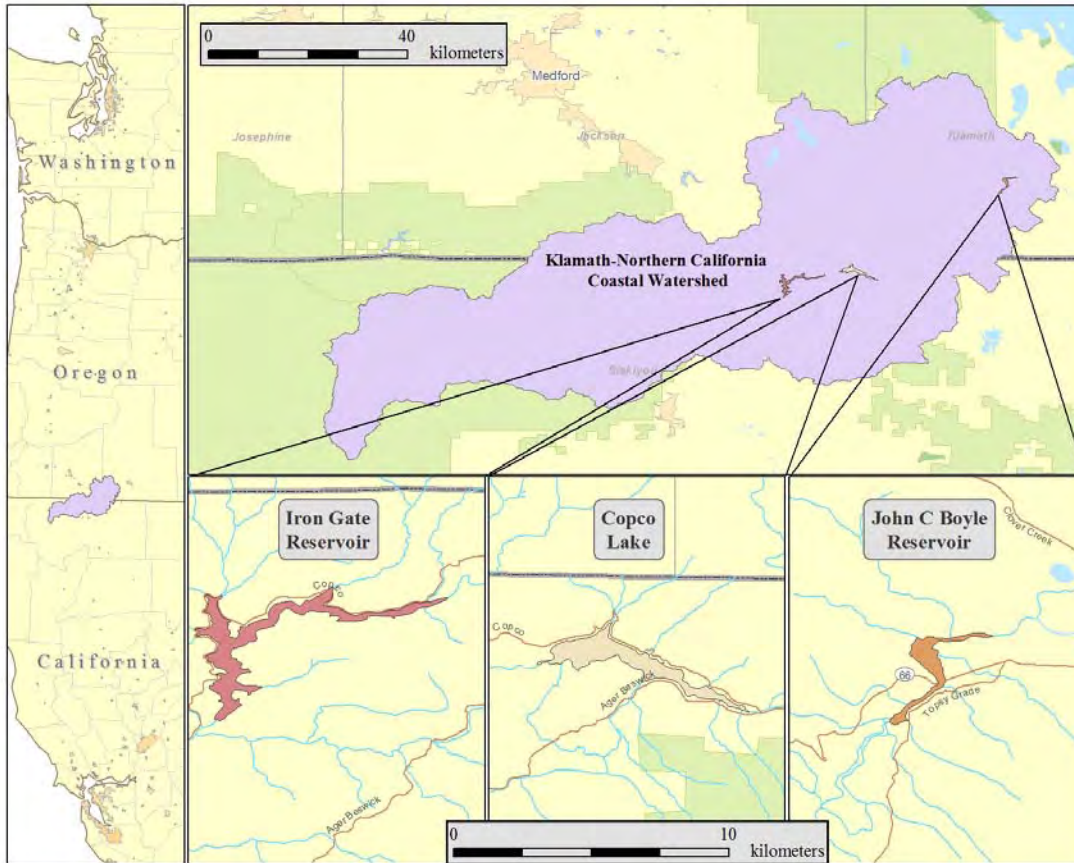 Washington
Oregon
California
0
40
kilometers
Medford
Josephine
Jackson
Klamath
Klamath-Northern California
Coastal Watershed
Siskiyou
Iron Gate
Reservoir
Copco
Ager Beswick
Copco
Lake
Copco
Ager Beswick
John C Boyle
Reservoir
Clover Creek
66
Topsy Grade
0
10
kilometers